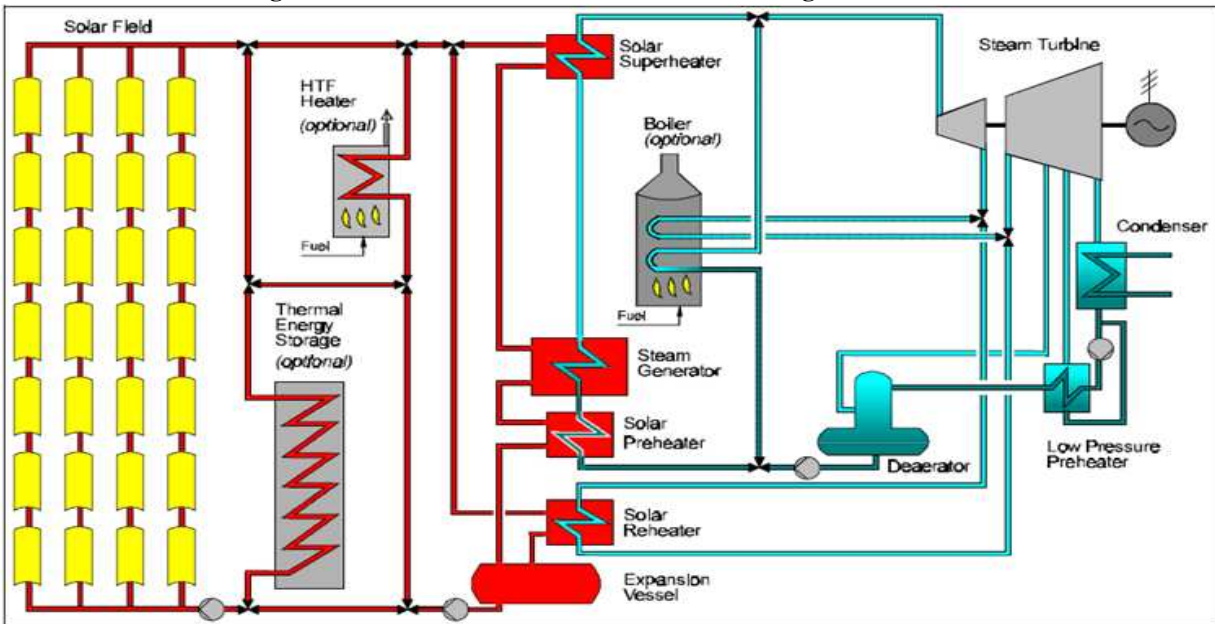 Solar Field
HTF
Heater
(optional)
Fuel
Thermal
Energy
Storage
(optional)
Solar
Superheater
Boiler
(optional)
Fuel
Steam
Generator
Solar
Preheater
Solar
Reheater
Expansion
Vessel
Steam Turbine
Condenser
Deaerator
Low Pressure
Preheater